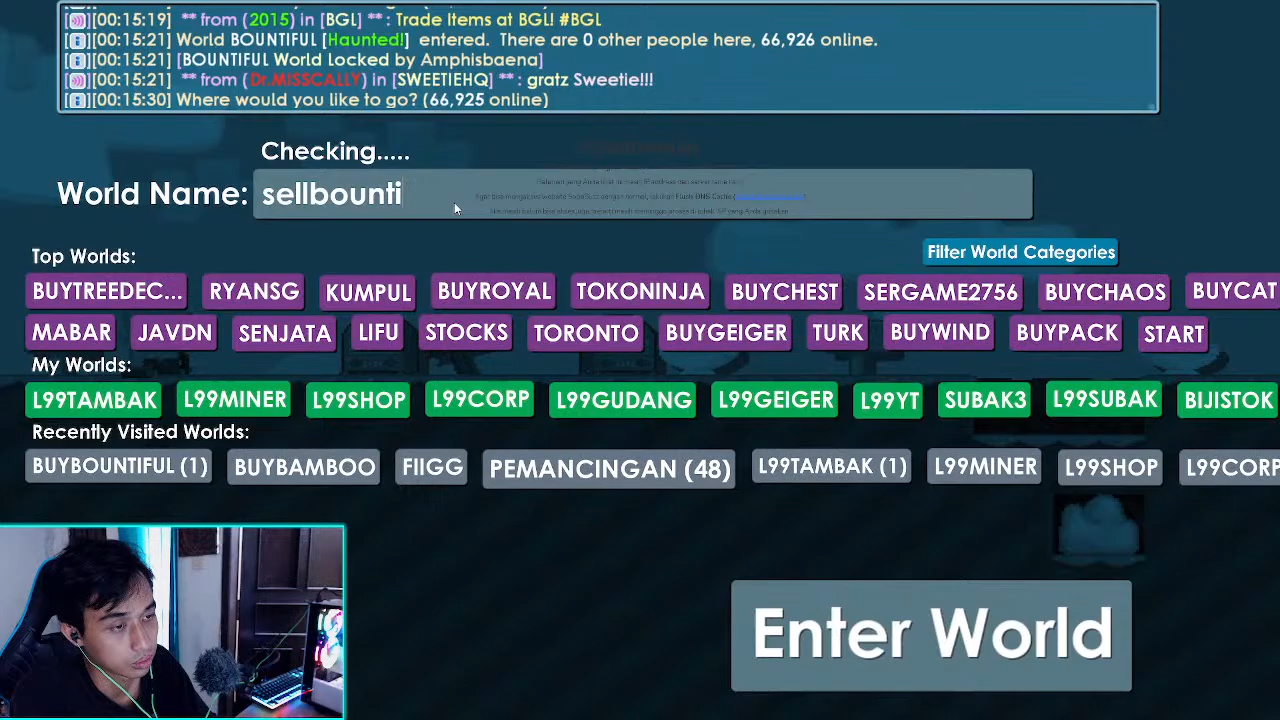 [00:15:19] ** from (2015) in [BGL] ** : Trade Items at BGL! #BGL
[00:15:21] World BOUNTIFUL [Haunted!] entered. There are 0 other people here, 66,926 online.
[00:15:21] [BOUNTIFUL World Locked by Amphisbaena]
[00:15:21] ** from (Dr.MISSCALLY) in [SWEETIEHQ] ** : gratz Sweetie!!!
[00:15:30] Where would you like to go? (66,925 online)
Checking.....
World Name: sellbounti
Top Worlds: Filter World Categories
BUYTREEDEC... RYANSG KUMPUL BUYROYAL TOKONINJA BUYCHEST SERGAME2756 BUYCHAOS BUYCAT
MABAR JAVDN SENJATA LIFU STOCKS TORONTO BUYGEIGER TURK BUYWIND BUYPACK START
My Worlds:
L99TAMBAK L99MINER L99SHOP L99CORP L99GUDANG L99GEIGER L99YT SUBAK3 L99SUBAK BIJISTOK
Recently Visited Worlds:
BUYBOUNTIFUL (1) BUYBAMBOO FIIGG PEMANCINGAN (48) L99TAMBAK (1) L99MINER L99SHOP L99CORP
Enter World